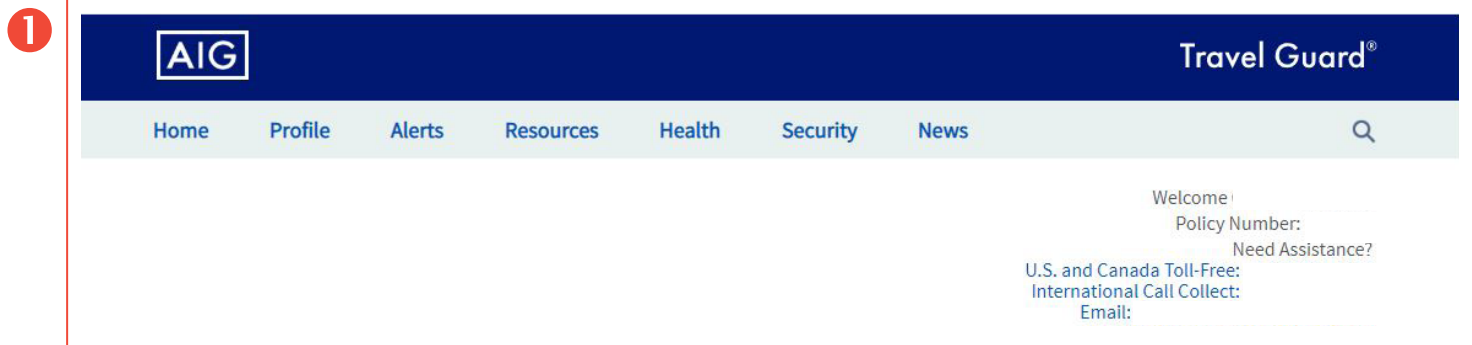 1
AIG
Travel Guard®
Home Profile Alerts Resources Health Security News
Welcome
Policy Number:
Need Assistance?
U.S. and Canada Toll-Free:
International Call Collect:
Email: